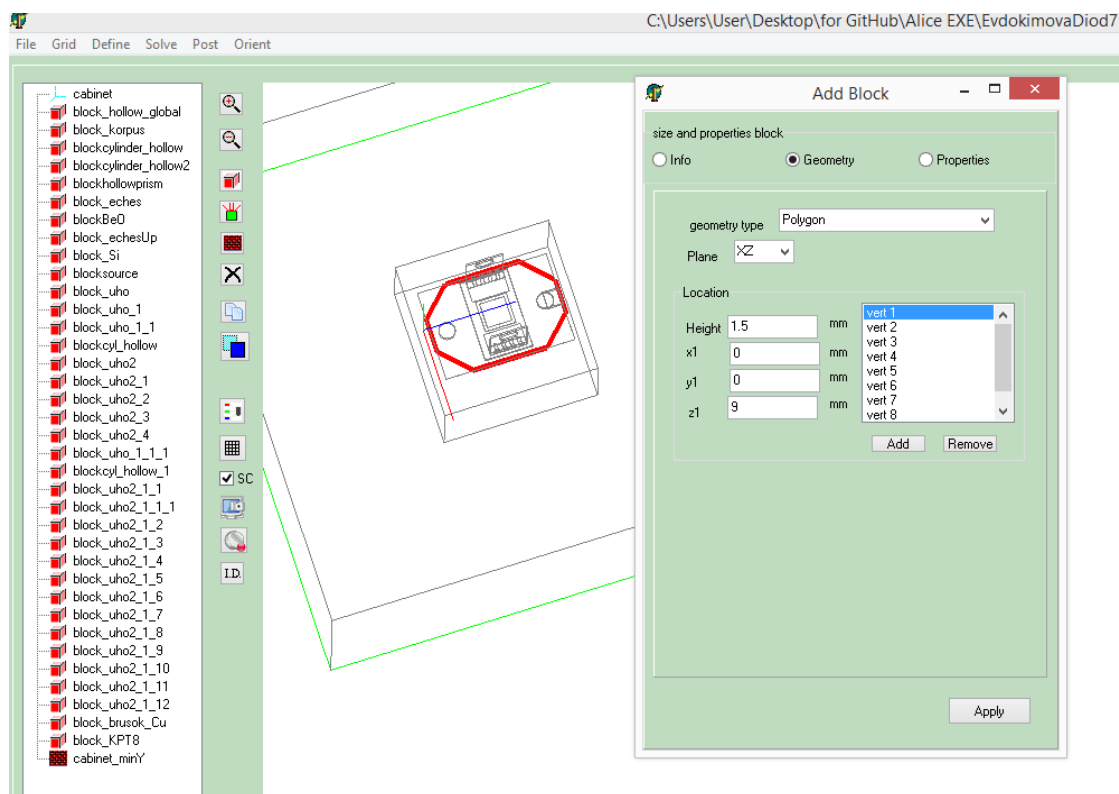 C:\Users\User\Desktop\for GitHub\Alice EXE\EvdokimovaDiod7
File Grid Define Solve Post Orient
cabinet
block_hollow_global
block_korpus
blockcylinder_hollow
blockcylinder_hollow2
blockhollowprism
block_eches
blockBeO
block_echesUp
block_Si
blocksource
block_uho
block_uho_1
block_uho_1_1
blockcyl_hollow
block_uho2
block_uho2_1
block_uho2_2
block_uho2_3
block_uho2_4
block_uho_1_1_1
blockcyl_hollow_1
block_uho2_1_1
block_uho2_1_1_1
block_uho2_1_2
block_uho2_1_3
block_uho2_1_4
block_uho2_1_5
block_uho2_1_6
block_uho2_1_7
block_uho2_1_8
block_uho2_1_9
block_uho2_1_10
block_uho2_1_11
block_uho2_1_12
block_brusok_Cu
block_KPT8
cabinet_minY
SC
I.D.
Add Block
size and properties block
Info Geometry Properties
geometry type Polygon
Plane XZ
Location
Height 1.5 mm
x1 0 mm
y1 0 mm
z1 9 mm
vert 1
vert 2
vert 3
vert 4
vert 5
vert 6
vert 7
vert 8
Add Remove
Apply